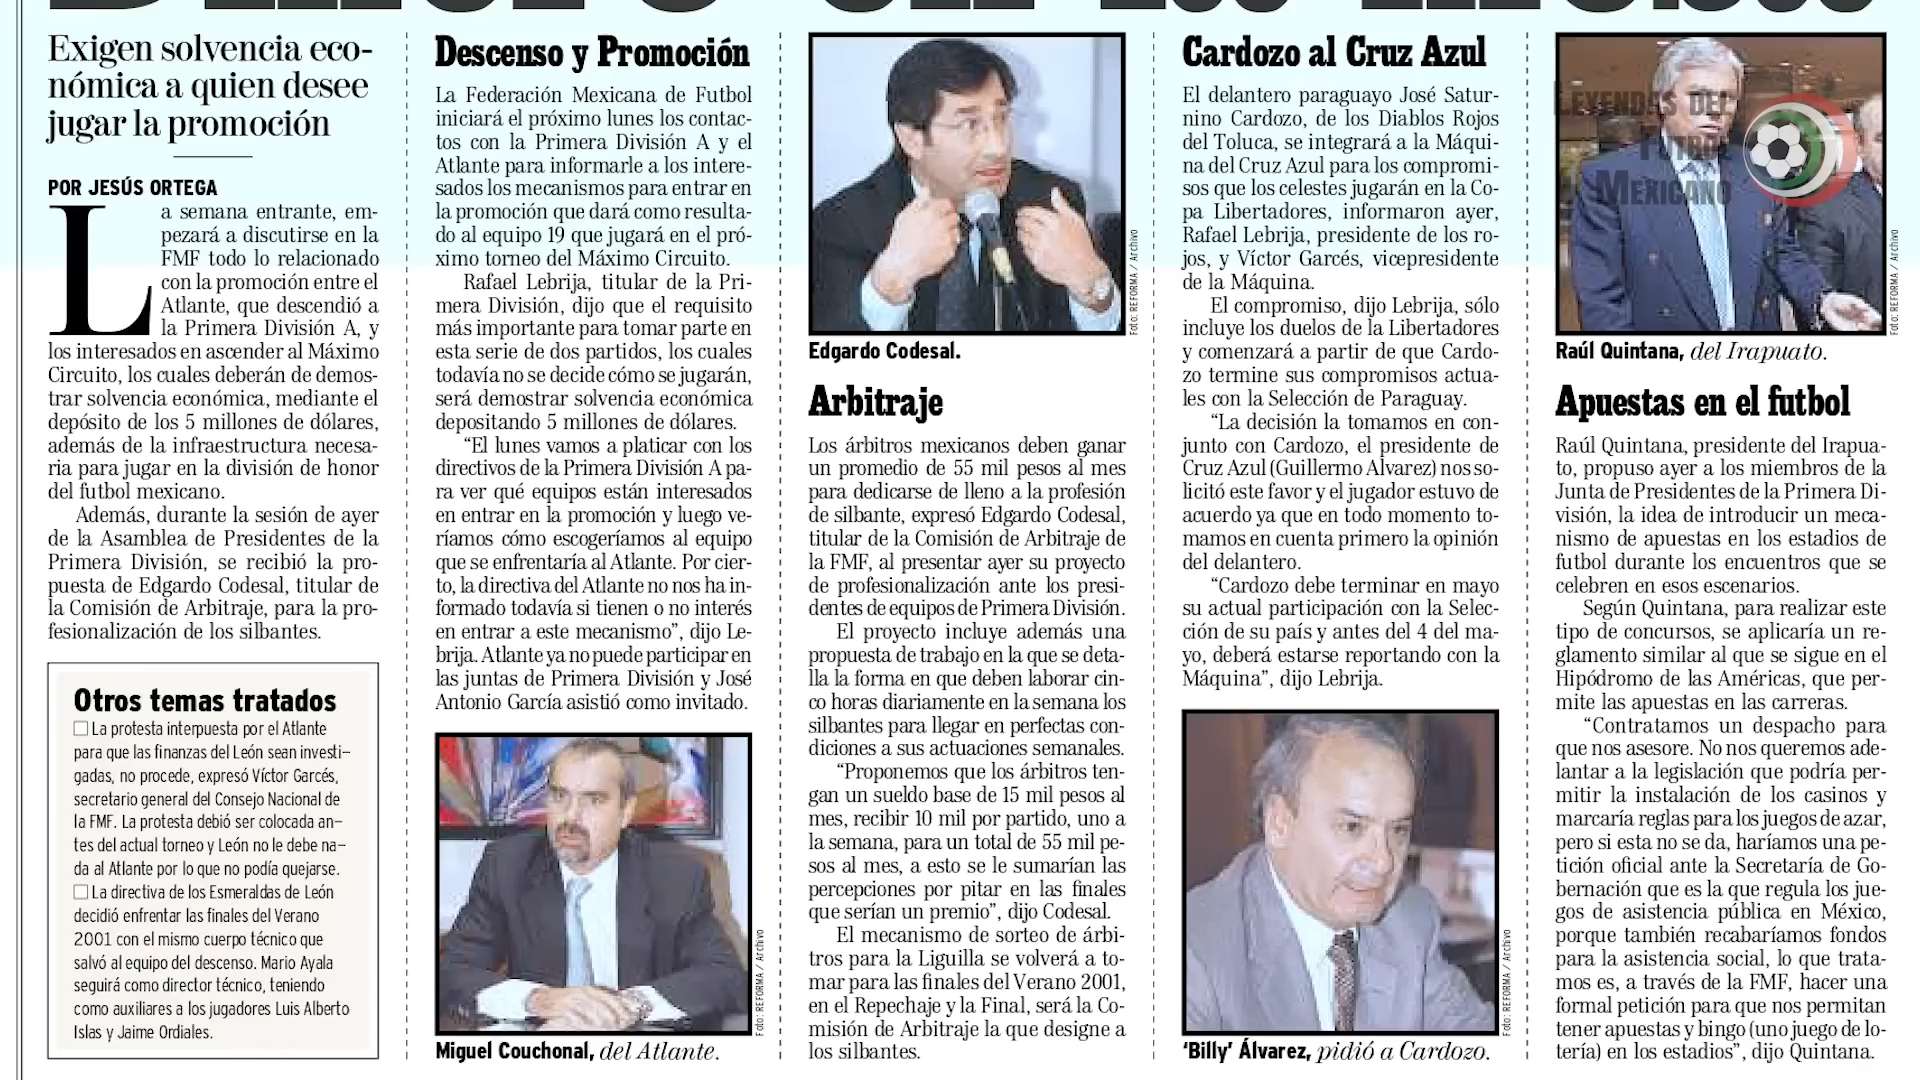 Exigen solvencia eco-
nómica a quien desee
jugar la promoción
POR JESÚS ORTEGA
La semana entrante, em-
pezará a discutirse en la
FMF todo lo relacionado
con la promoción entre el
Atlante, que descendió a
la Primera División A, y
los interesados en ascender al Máximo
Circuito, los cuales deberán de demos-
trar solvencia económica, mediante el
depósito de los 5 millones de dólares,
además de la infraestructura necesa-
ria para jugar en la división de honor
del futbol mexicano.
Además, durante la sesión de ayer
de la Asamblea de Presidentes de la
Primera División, se recibió la pro-
puesta de Edgardo Codesal, titular de
la Comisión de Arbitraje, para la pro-
fesionalización de los silbantes.
Otros temas tratados
La protesta interpuesta por el Atlante
para que las finanzas del León sean investi-
gadas, no procede, expresó Víctor Garcés,
secretario general del Consejo Nacional de
la FMF. La protesta debió ser colocada an-
tes del actual torneo y León no le debe na-
da al Atlante por lo que no podía quejarse.
La directiva de los Esmeraldas de León
decidió enfrentar las finales del Verano
2001 con el mismo cuerpo técnico que
salvó al equipo del descenso. Mario Ayala
seguirá como director técnico, teniendo
como auxiliares a los jugadores Luis Alberto
Islas y Jaime Ordiales.
Descenso y Promoción
La Federación Mexicana de Futbol
iniciará el próximo lunes los contac-
tos con la Primera División A y el
Atlante para informarle a los intere-
sados los mecanismos para entrar en
la promoción que dará como resulta-
do al equipo 19 que jugará en el pró-
ximo torneo del Máximo Circuito.
Rafael Lebrija, titular de la Pri-
mera División, dijo que el requisito
más importante para tomar parte en
esta serie de dos partidos, los cuales
todavía no se decide cómo se jugarán,
será demostrar solvencia económica
depositando 5 millones de dólares.
“El lunes vamos a platicar con los
directivos de la Primera División A pa-
ra ver qué equipos están interesados
en entrar en la promoción y luego ve-
ríamos cómo escogeríamos al equipo
que se enfrentaría al Atlante. Por cier-
to, la directiva del Atlante no nos ha in-
formado todavía si tienen o no interés
en entrar a este mecanismo”, dijo Le-
brija. Atlante ya no puede participar en
las juntas de Primera División y José
Antonio García asistió como invitado.
Foto: REFORMA / Archivo
Miguel Couchonal, del Atlante.
Foto: REFORMA / Archivo
Edgardo Codesal.
Arbitraje
Los árbitros mexicanos deben ganar
un promedio de 55 mil pesos al mes
para dedicarse de lleno a la profesión
de silbante, expresó Edgardo Codesal,
titular de la Comisión de Arbitraje de
la FMF, al presentar ayer su proyecto
de profesionalización ante los presi-
dentes de equipos de Primera División.
El proyecto incluye además una
propuesta de trabajo en la que se deta-
lla la forma en que deben laborar cin-
co horas diariamente en la semana los
silbantes para llegar en perfectas con-
diciones a sus actuaciones semanales.
“Proponemos que los árbitros ten-
gan un sueldo base de 15 mil pesos al
mes, recibir 10 mil por partido, uno a
la semana, para un total de 55 mil pe-
sos al mes, a esto se le sumarían las
percepciones por pitar en las finales
que serían un premio”, dijo Codesal.
El mecanismo de sorteo de árbi-
tros para la Liguilla se volverá a to-
mar para las finales del Verano 2001,
en el Repechaje y la Final, será la Co-
misión de Arbitraje la que designe a
los silbantes.
Cardozo al Cruz Azul
El delantero paraguayo José Satur-
nino Cardozo, de los Diablos Rojos
del Toluca, se integrará a la Máqui-
na del Cruz Azul para los compromi-
sos que los celestes jugarán en la Co-
pa Libertadores, informaron ayer,
Rafael Lebrija, presidente de los ro-
jos, y Víctor Garcés, vicepresidente
de la Máquina.
El compromiso, dijo Lebrija, sólo
incluye los duelos de la Libertadores
y comenzará a partir de que Cardo-
zo termine sus compromisos actua-
les con la Selección de Paraguay.
“La decisión la tomamos en con-
junto con Cardozo, el presidente de
Cruz Azul (Guillermo Alvarez) nos so-
licitó este favor y el jugador estuvo de
acuerdo ya que en todo momento to-
mamos en cuenta primero la opinión
del delantero.
“Cardozo debe terminar en mayo
su actual participación con la Selec-
ción de su país y antes del 4 del ma-
yo, deberá estarse reportando con la
Máquina”, dijo Lebrija.
Foto: REFORMA / Archivo
‘Billy’ Álvarez, pidió a Cardozo.
LEYENDAS DEL
FUTBOL
MEXICANO
Foto: REFORMA / Archivo
Raúl Quintana, del Irapuato.
Apuestas en el futbol
Raúl Quintana, presidente del Irapua-
to, propuso ayer a los miembros de la
Junta de Presidentes de la Primera Di-
visión, la idea de introducir un meca-
nismo de apuestas en los estadios de
futbol durante los encuentros que se
celebren en esos escenarios.
Según Quintana, para realizar este
tipo de concursos, se aplicaría un re-
glamento similar al que se sigue en el
Hipódromo de las Américas, que per-
mite las apuestas en las carreras.
“Contratamos un despacho para
que nos asesore. No nos queremos ade-
lantar a la legislación que podría per-
mitir la instalación de los casinos y
marcaría reglas para los juegos de azar,
pero si esta no se da, haríamos una pe-
tición oficial ante la Secretaría de Go-
bernación que es la que regula los jue-
gos de asistencia pública en México,
porque también recabaríamos fondos
para la asistencia social, lo que trata-
mos es, a través de la FMF, hacer una
formal petición para que nos permitan
tener apuestas y bingo (uno juego de lo-
tería) en los estadios”, dijo Quintana.